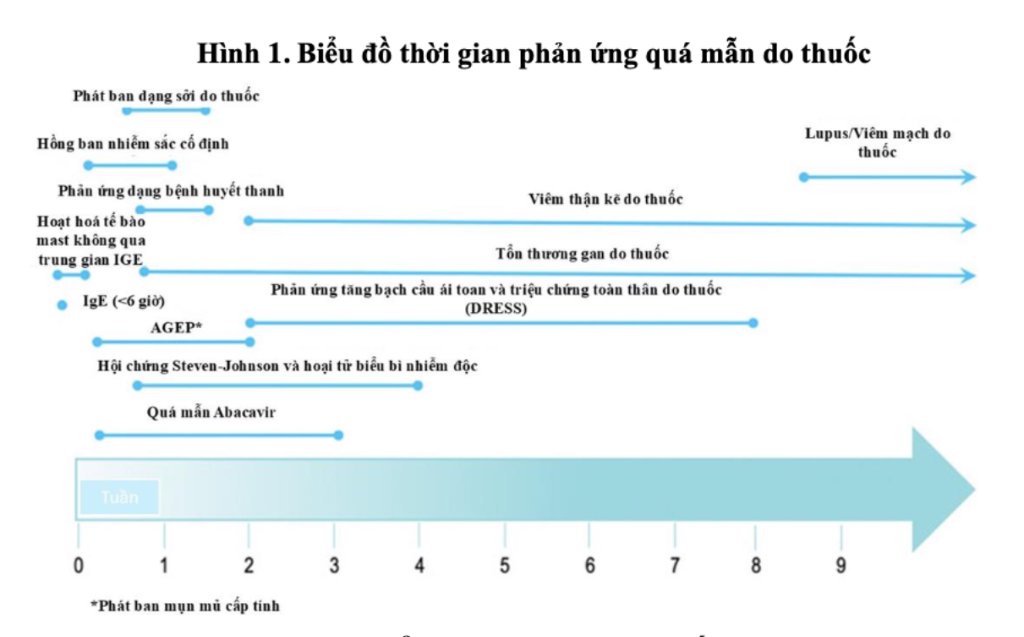 Hình 1. Biểu đồ thời gian phản ứng quá mẫn do thuốc
Phát ban dạng sởi do thuốc
Hồng ban nhiễm sắc cố định
Lupus/Viêm mạch do
thuốc
Phản ứng dạng bệnh huyết thanh
Viêm thận kẽ do thuốc
Hoạt hoá tế bào
mast không qua
trung gian IGE
Tổn thương gan do thuốc
Phản ứng tăng bạch cầu ái toan và triệu chứng toàn thân do thuốc
(DRESS)
IgE (<6 giờ)
AGEP*
Hội chứng Steven-Johnson và hoại tử biểu bì nhiễm độc
Quá mẫn Abacavir
Tuần
0 1 2 3 4 5 6 7 8 9
*Phát ban mụn mủ cấp tính